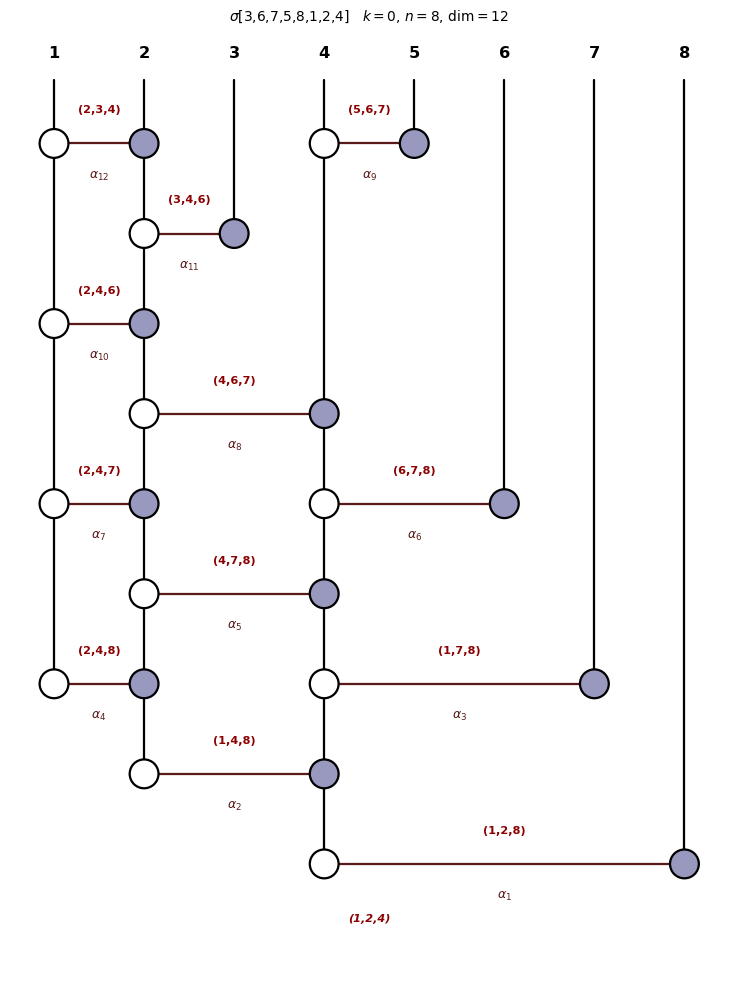 σ[3,6,7,5,8,1,2,4] k=0, n=8, dim=12
1 2 3 4 5 6 7 8
(2,3,4) (5,6,7)
α₁₂ α₉
(3,4,6)
α₁₁
(2,4,6)
α₁₀
(4,6,7)
α₈
(2,4,7) (6,7,8)
α₇ α₆
(4,7,8)
α₅
(2,4,8) (1,7,8)
α₄ α₃
(1,4,8)
α₂
(1,2,8)
α₁
(1,2,4)